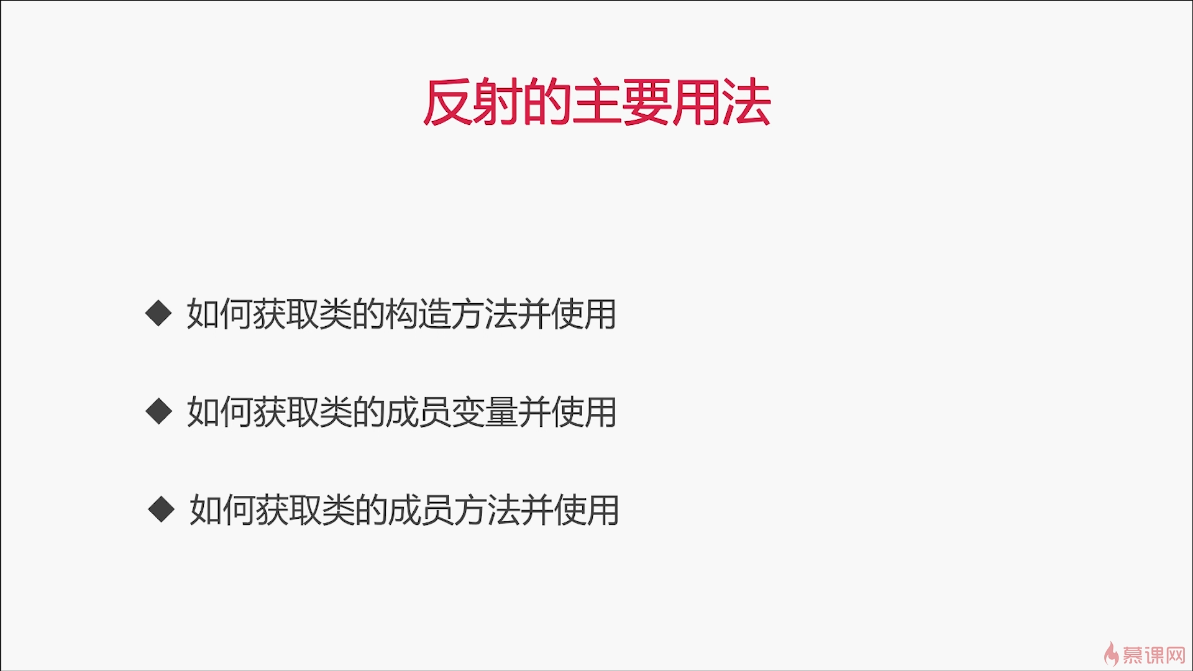 反射的主要用法
◆ 如何获取类的构造方法并使用
◆ 如何获取类的成员变量并使用
◆ 如何获取类的成员方法并使用
慕课网